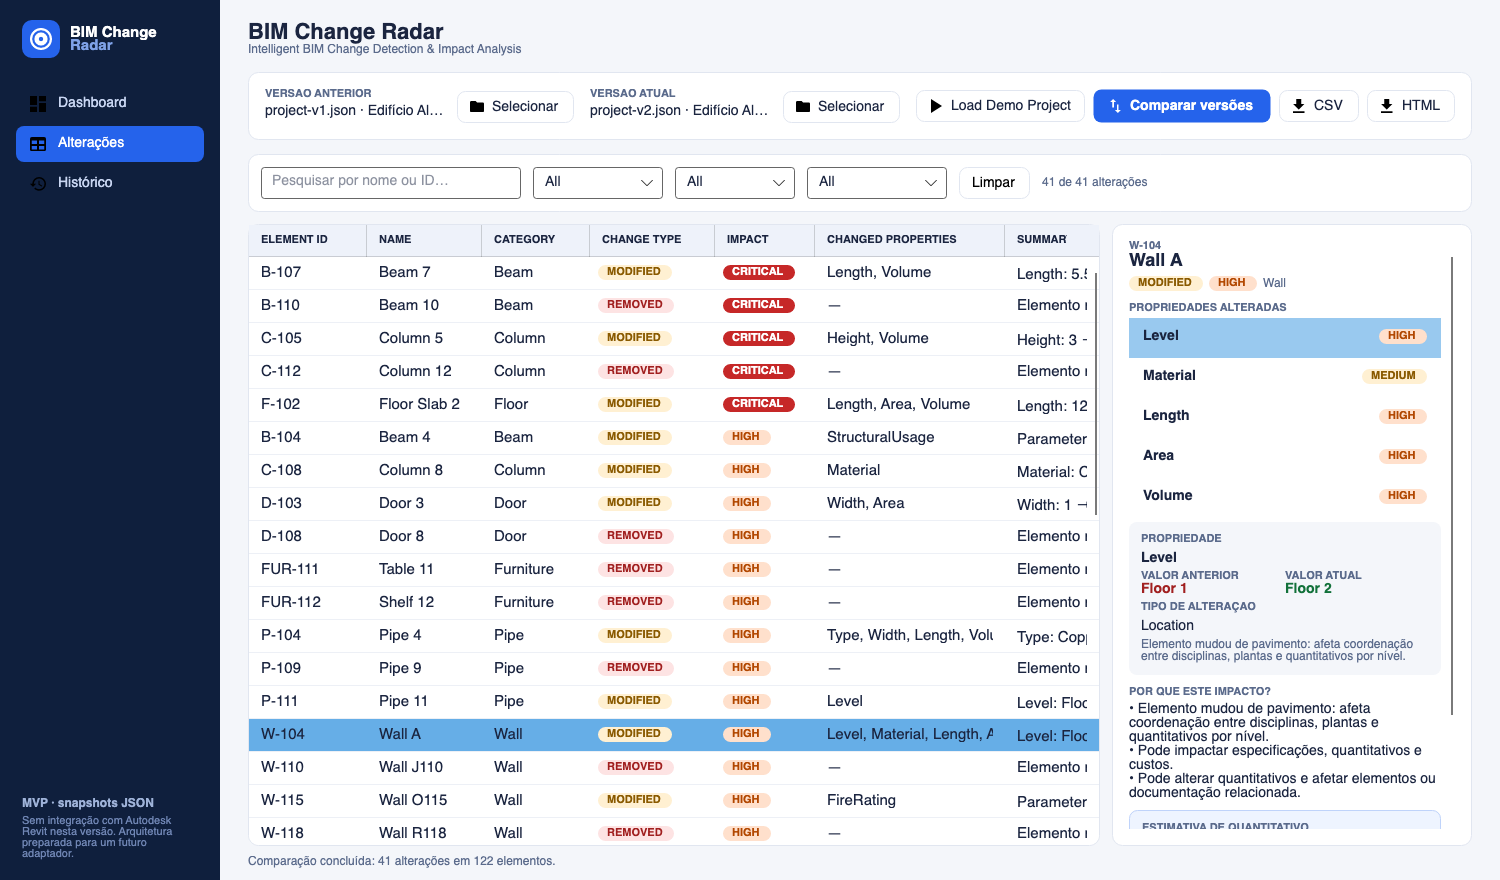 BIM Change
Radar
Dashboard
Alterações
Histórico
MVP · snapshots JSON
Sem integração com Autodesk
Revit nesta versão. Arquitetura
preparada para um futuro
adaptador.
BIM Change Radar
Intelligent BIM Change Detection & Impact Analysis
VERSAO ANTERIOR
project-v1.json · Edifício Al…
Selecionar
VERSAO ATUAL
project-v2.json · Edifício Al…
Selecionar
Load Demo Project
Comparar versões
CSV
HTML
Pesquisar por nome ou ID…
All
All
All
Limpar
41 de 41 alterações
ELEMENT ID NAME CATEGORY CHANGE TYPE IMPACT CHANGED PROPERTIES SUMMAR
B-107 Beam 7 Beam MODIFIED CRITICAL Length, Volume Length: 5.5
B-110 Beam 10 Beam REMOVED CRITICAL — Elemento
C-105 Column 5 Column MODIFIED CRITICAL Height, Volume Height: 3
C-112 Column 12 Column REMOVED CRITICAL — Elemento
F-102 Floor Slab 2 Floor MODIFIED CRITICAL Length, Area, Volume Length: 12
B-104 Beam 4 Beam MODIFIED HIGH StructuralUsage Parameter
C-108 Column 8 Column MODIFIED HIGH Material Material: C
D-103 Door 3 Door MODIFIED HIGH Width, Area Width: 1 →
D-108 Door 8 Door REMOVED HIGH — Elemento
FUR-111 Table 11 Furniture REMOVED HIGH — Elemento
FUR-112 Shelf 12 Furniture REMOVED HIGH — Elemento
P-104 Pipe 4 Pipe MODIFIED HIGH Type, Width, Length, Volu Type: Cop
P-109 Pipe 9 Pipe REMOVED HIGH — Elemento
P-111 Pipe 11 Pipe MODIFIED HIGH Level Level: Floo
W-104 Wall A Wall MODIFIED HIGH Level, Material, Length, A Level: Floo
W-110 Wall J110 Wall REMOVED HIGH — Elemento
W-115 Wall O115 Wall MODIFIED HIGH FireRating Parameter
W-118 Wall R118 Wall REMOVED HIGH — Elemento
Comparação concluída: 41 alterações em 122 elementos.
W-104
Wall A
MODIFIED HIGH Wall
PROPRIEDADES ALTERADAS
Level HIGH
Material MEDIUM
Length HIGH
Area HIGH
Volume HIGH
PROPRIEDADE
Level
VALOR ANTERIOR VALOR ATUAL
Floor 1 Floor 2
TIPO DE ALTERAÇAO
Location
Elemento mudou de pavimento: afeta coordenação
entre disciplinas, plantas e quantitativos por nível.
POR QUE ESTE IMPACTO?
• Elemento mudou de pavimento: afeta
coordenação entre disciplinas, plantas e
quantitativos por nível.
• Pode impactar especificações, quantitativos e
custos.
• Pode alterar quantitativos e afetar elementos ou
documentação relacionada.
ESTIMATIVA DE QUANTITATIVO